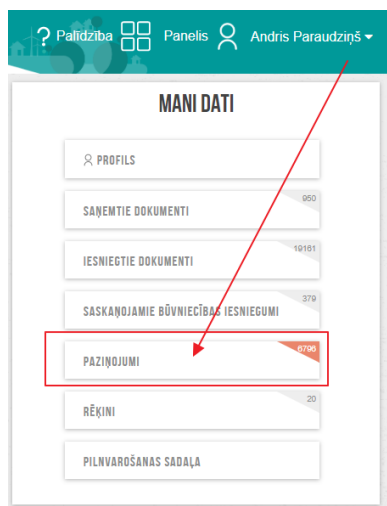 ? Palīdzība Panelis Andris Paraudziņš
MANI DATI
PROFILS
SAŅEMTIE DOKUMENTI 950
IESNIEGTIE DOKUMENTI 19161
SASKAŅOJAMIE BŪVNIECĪBAS IESNIEGUMI 379
PAZIŅOJUMI 6796
RĒĶINI 20
PILNVAROŠANAS SADAĻA